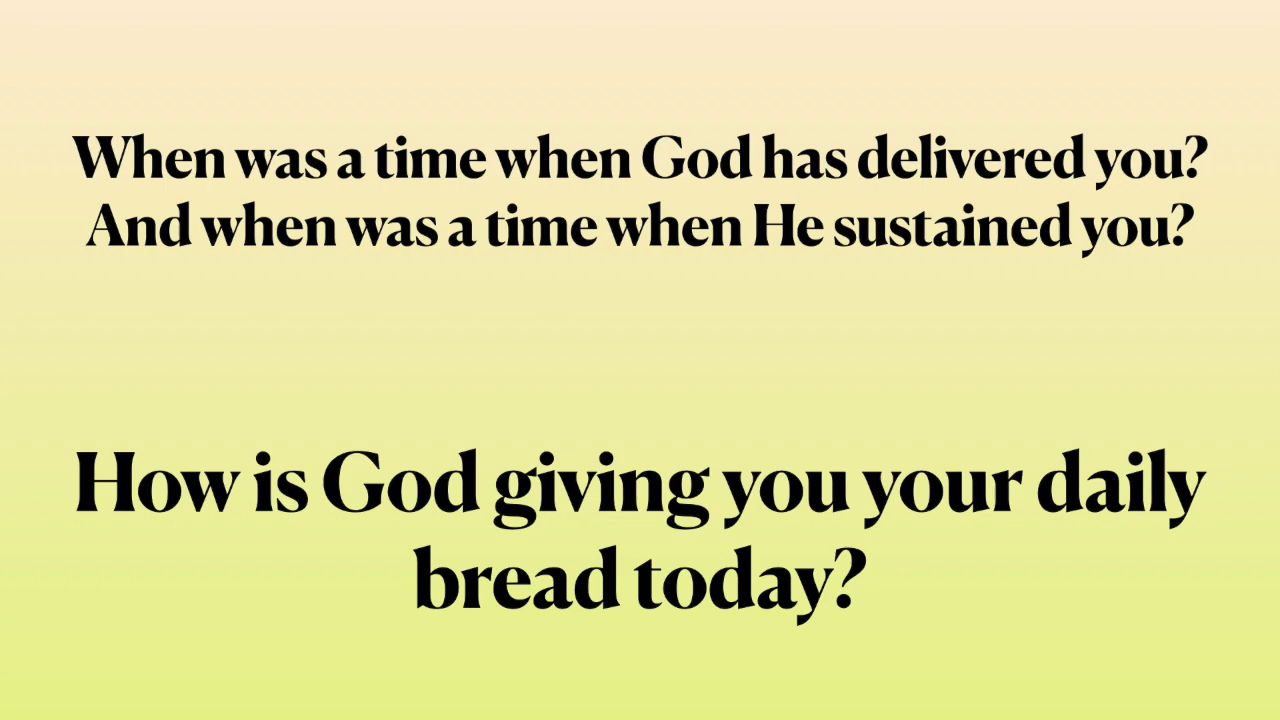 When was a time when God has delivered you?
And when was a time when He sustained you?
How is God giving you your daily
bread today?